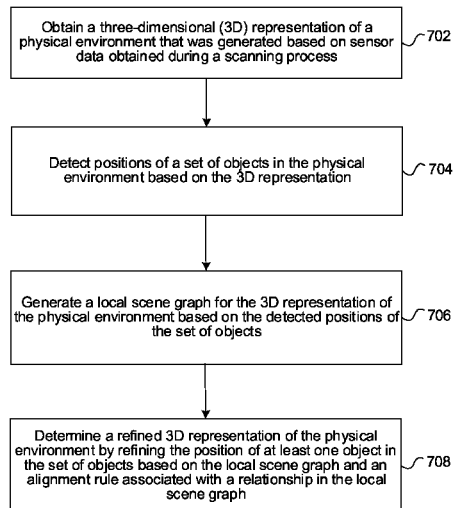 Obtain a three-dimensional (3D) representation of a
physical environment that was generated based on sensor
data obtained during a scanning process
702
Detect positions of a set of objects in the physical
environment based on the 3D representation
704
Generate a local scene graph for the 3D representation of
the physical environment based on the detected positions of
the set of objects
706
Determine a refined 3D representation of the physical
environment by refining the position of at least one object in
the set of objects based on the local scene graph and an
alignment rule associated with a relationship in the local
scene graph
708